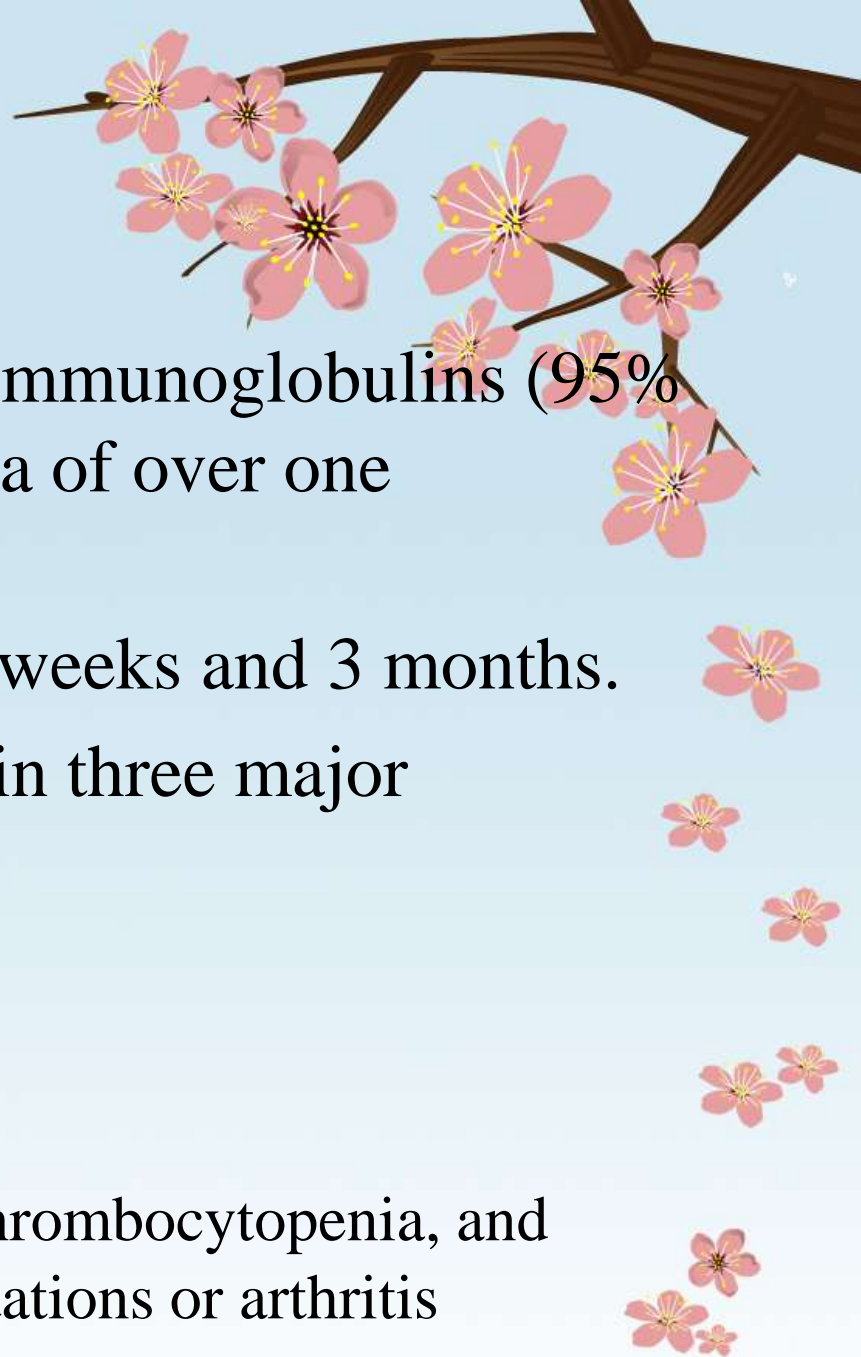 mmunoglobulins (95%
a of over one
weeks and 3 months.
in three major
hrombocytopenia, and
ations or arthritis